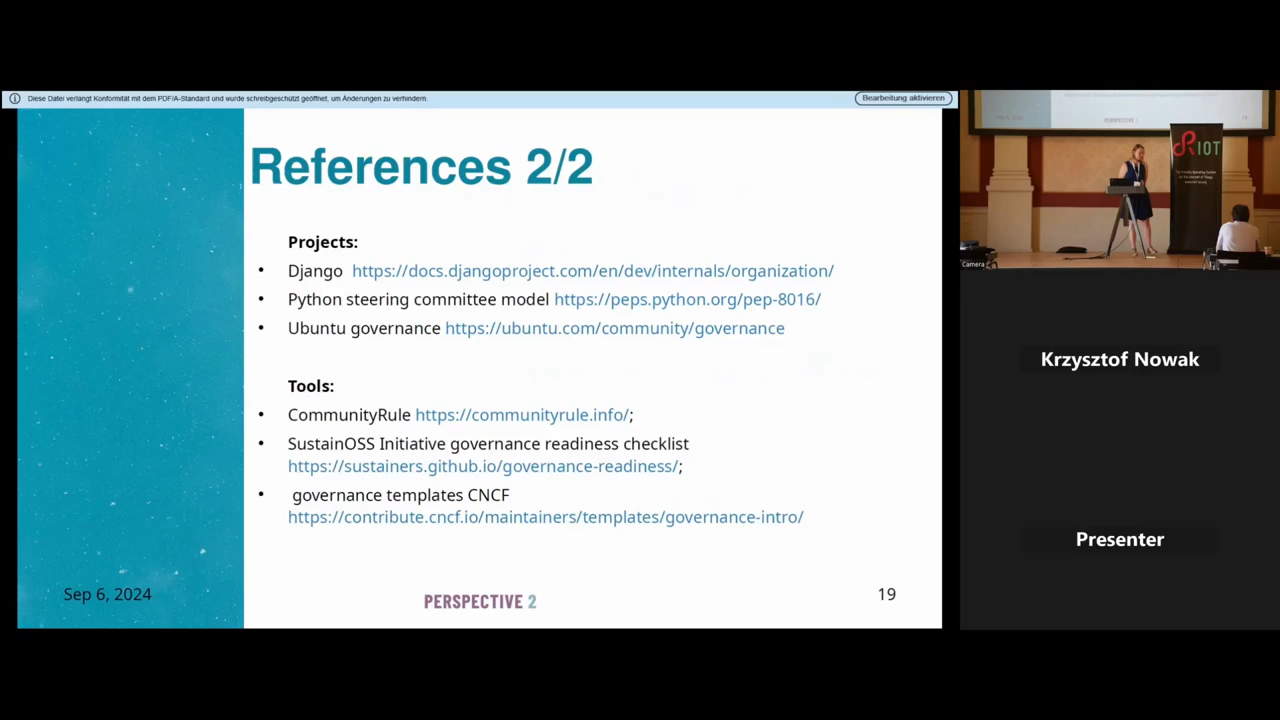 Diese Datei verlangt Konformität mit dem PDF/A-Standard und wurde schreibgeschützt geöffnet, um Änderungen zu verhindern.
Bearbeitung aktivieren
References 2/2
Projects:
• Django https://docs.djangoproject.com/en/dev/internals/organization/
• Python steering committee model https://peps.python.org/pep-8016/
• Ubuntu governance https://ubuntu.com/community/governance
Tools:
• CommunityRule https://communityrule.info/;
• SustainOSS Initiative governance readiness checklist
https://sustainers.github.io/governance-readiness/;
• governance templates CNCF
https://contribute.cncf.io/maintainers/templates/governance-intro/
Sep 6, 2024
PERSPECTIVE 2
19
PERSPECTIVE 2
RIOT
Camera
Krzysztof Nowak
Presenter